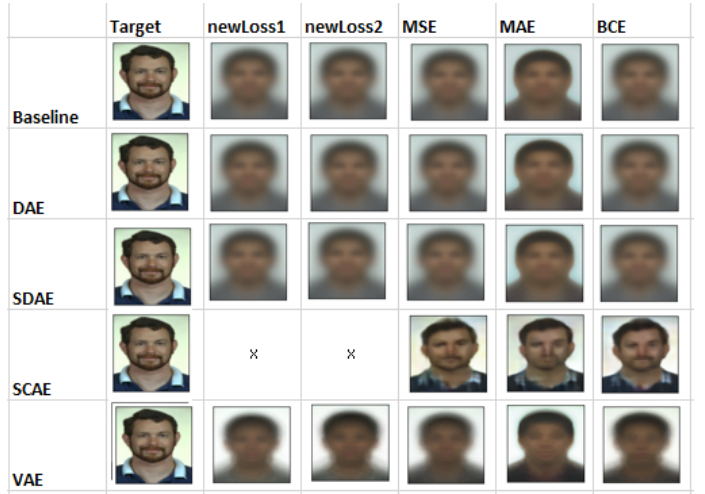 Target newLoss1 newLoss2 MSE MAE BCE
Baseline
DAE
SDAE
SCAE x x
VAE